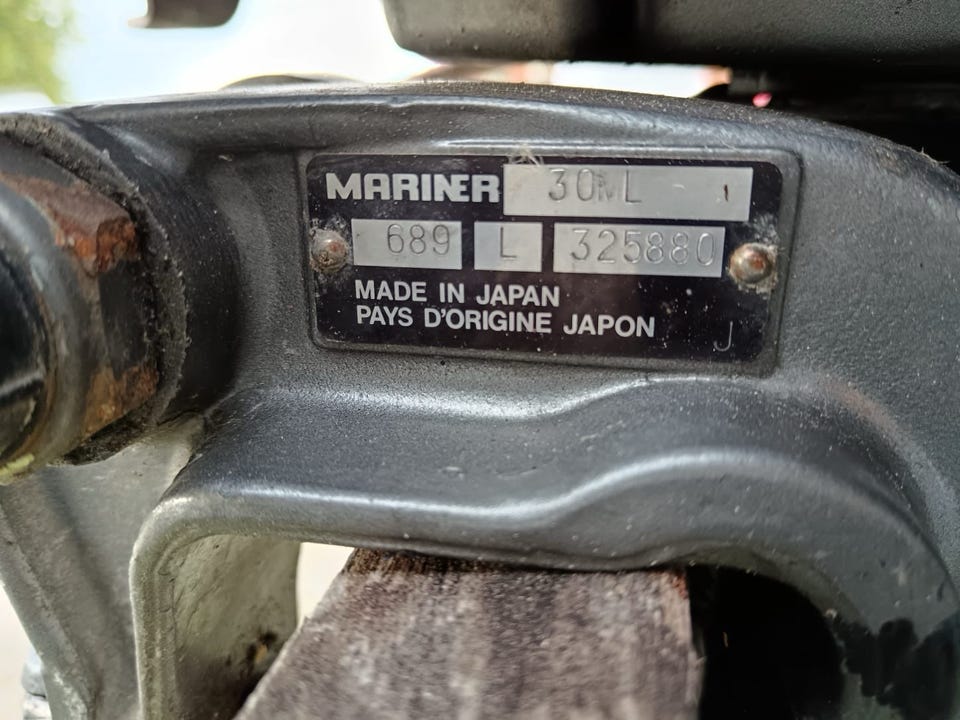 MARINER 30ML
689 L 325880
MADE IN JAPAN
PAYS D'ORIGINE JAPON
J